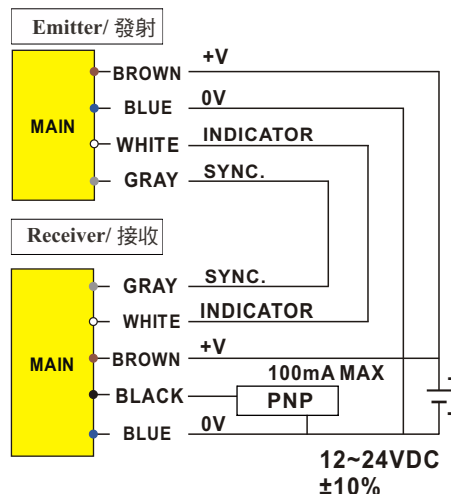 Emitter/ 發射
+V
BROWN
BLUE 0V
MAIN
WHITE INDICATOR
GRAY SYNC.
Receiver/ 接收
GRAY SYNC.
WHITE INDICATOR
+V
MAIN BROWN
100mA MAX
BLACK PNP
BLUE 0V
12~24VDC
±10%